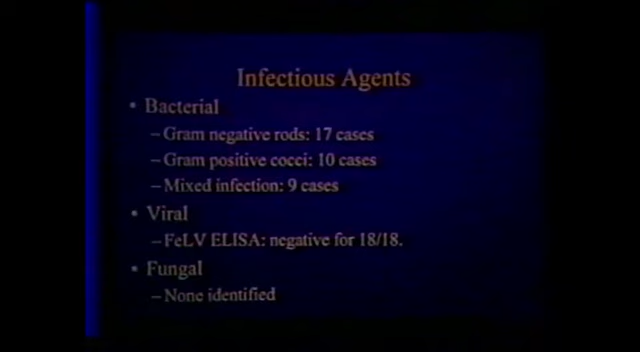 Infectious Agents
• Bacterial
–Gram negative rods: 17 cases
–Gram positive cocci: 10 cases
–Mixed infection: 9 cases
• Viral
–FeLV ELISA: negative for 18/18.
• Fungal
–None identified